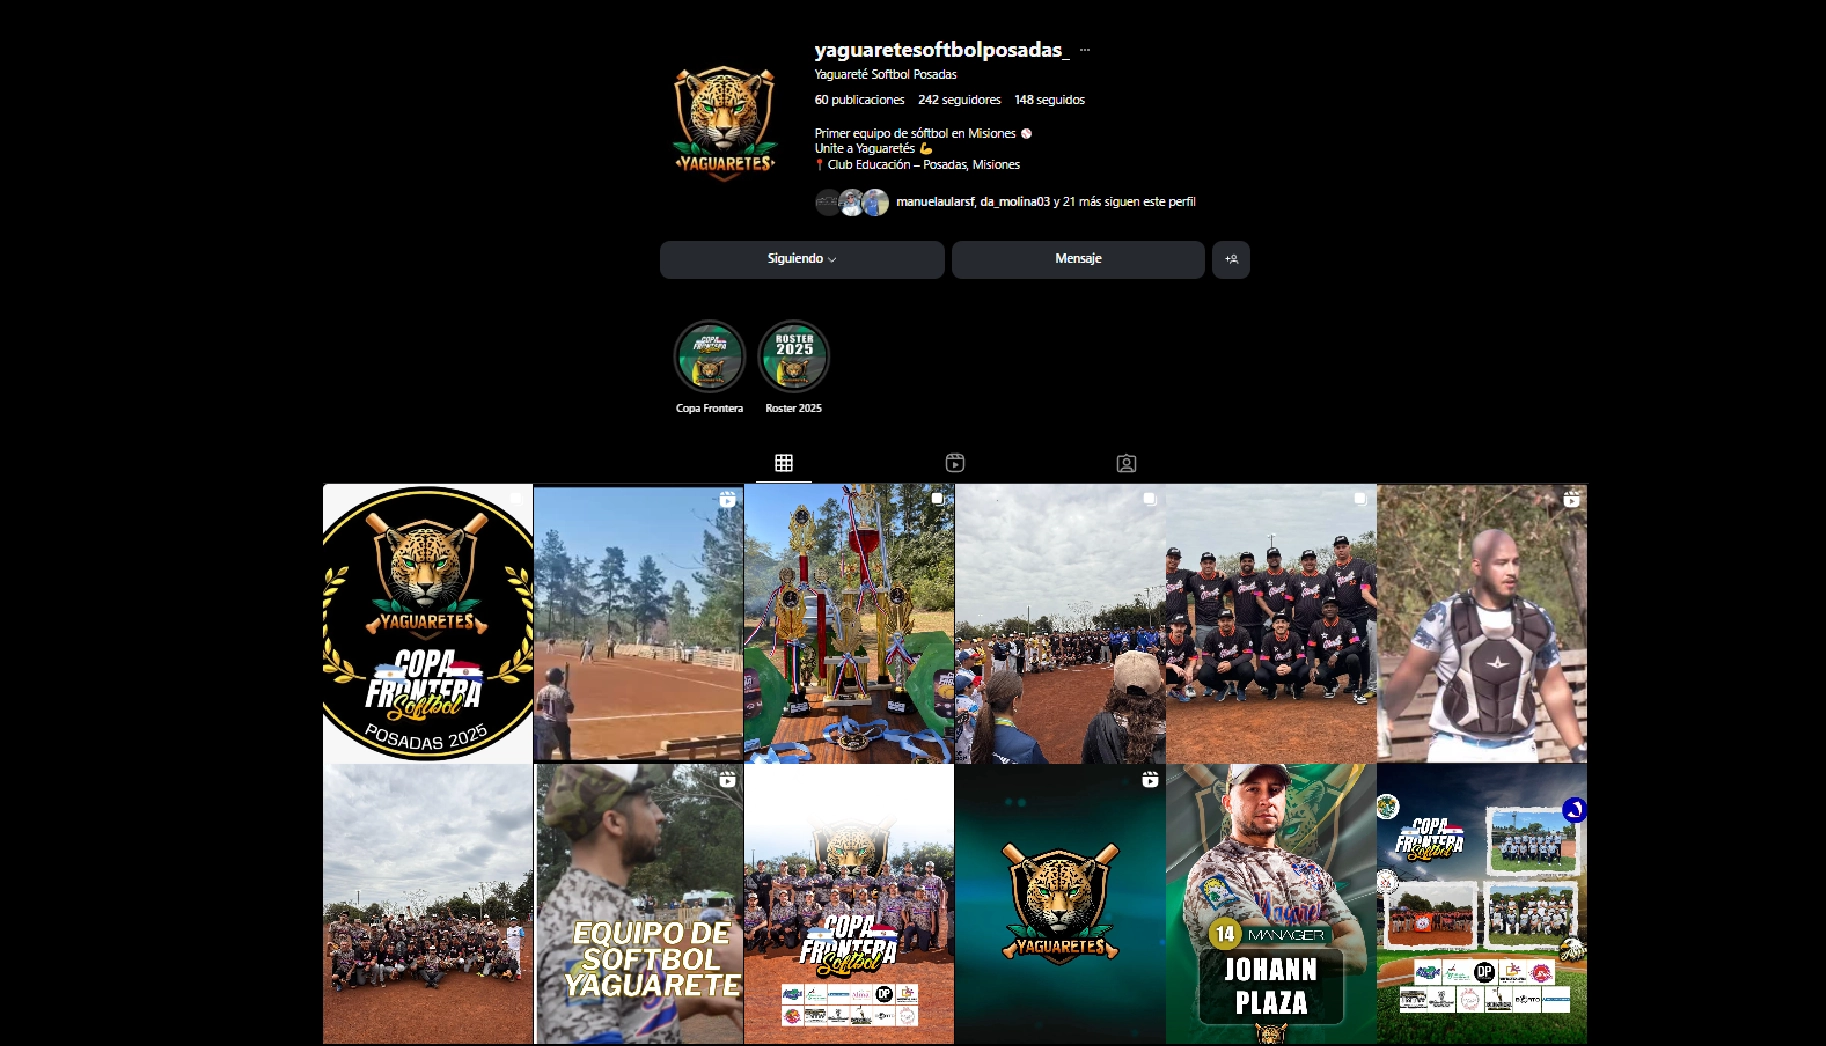 yaguaretesoftbolposadas_
Yaguareté Softbol Posadas
60 publicaciones 242 seguidores 148 seguidos
Primer equipo de sóftbol en Misiones
Unite a Yaguaretés
Club Educación – Posadas, Misiones
YAGUARETES
manuelaularsf, da_molina03 y 21 más siguen este perfil
Siguiendo
Mensaje
COPA
FRONTERA
Softbol
ROSTER
2025
Copa Frontera
Roster 2025
YAGUARETES
COPA
FRONTERA
Softbol
POSADAS 2025
EQUIPO DE
SOFTBOL
YAGUARETE
COPA
FRONTERA
Softbol
DP
YAGUARETES
14 MANAGER
JOHANN
PLAZA
COPA
FRONTERA
Softbol
DP